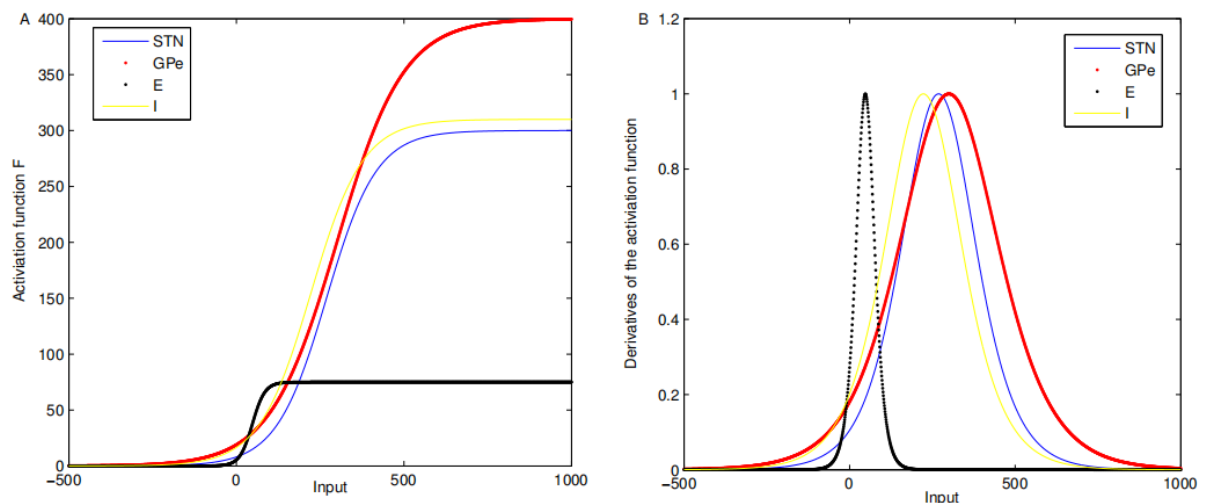 A
400
350
300
250
200
150
100
50
0
−500
0
500
1000
Input
Activiation function F
STN
GPe
E
I
B
1.2
1
0.8
0.6
0.4
0.2
0
−500
0
500
1000
Input
Derivatives of the activiation function
STN
GPe
E
I